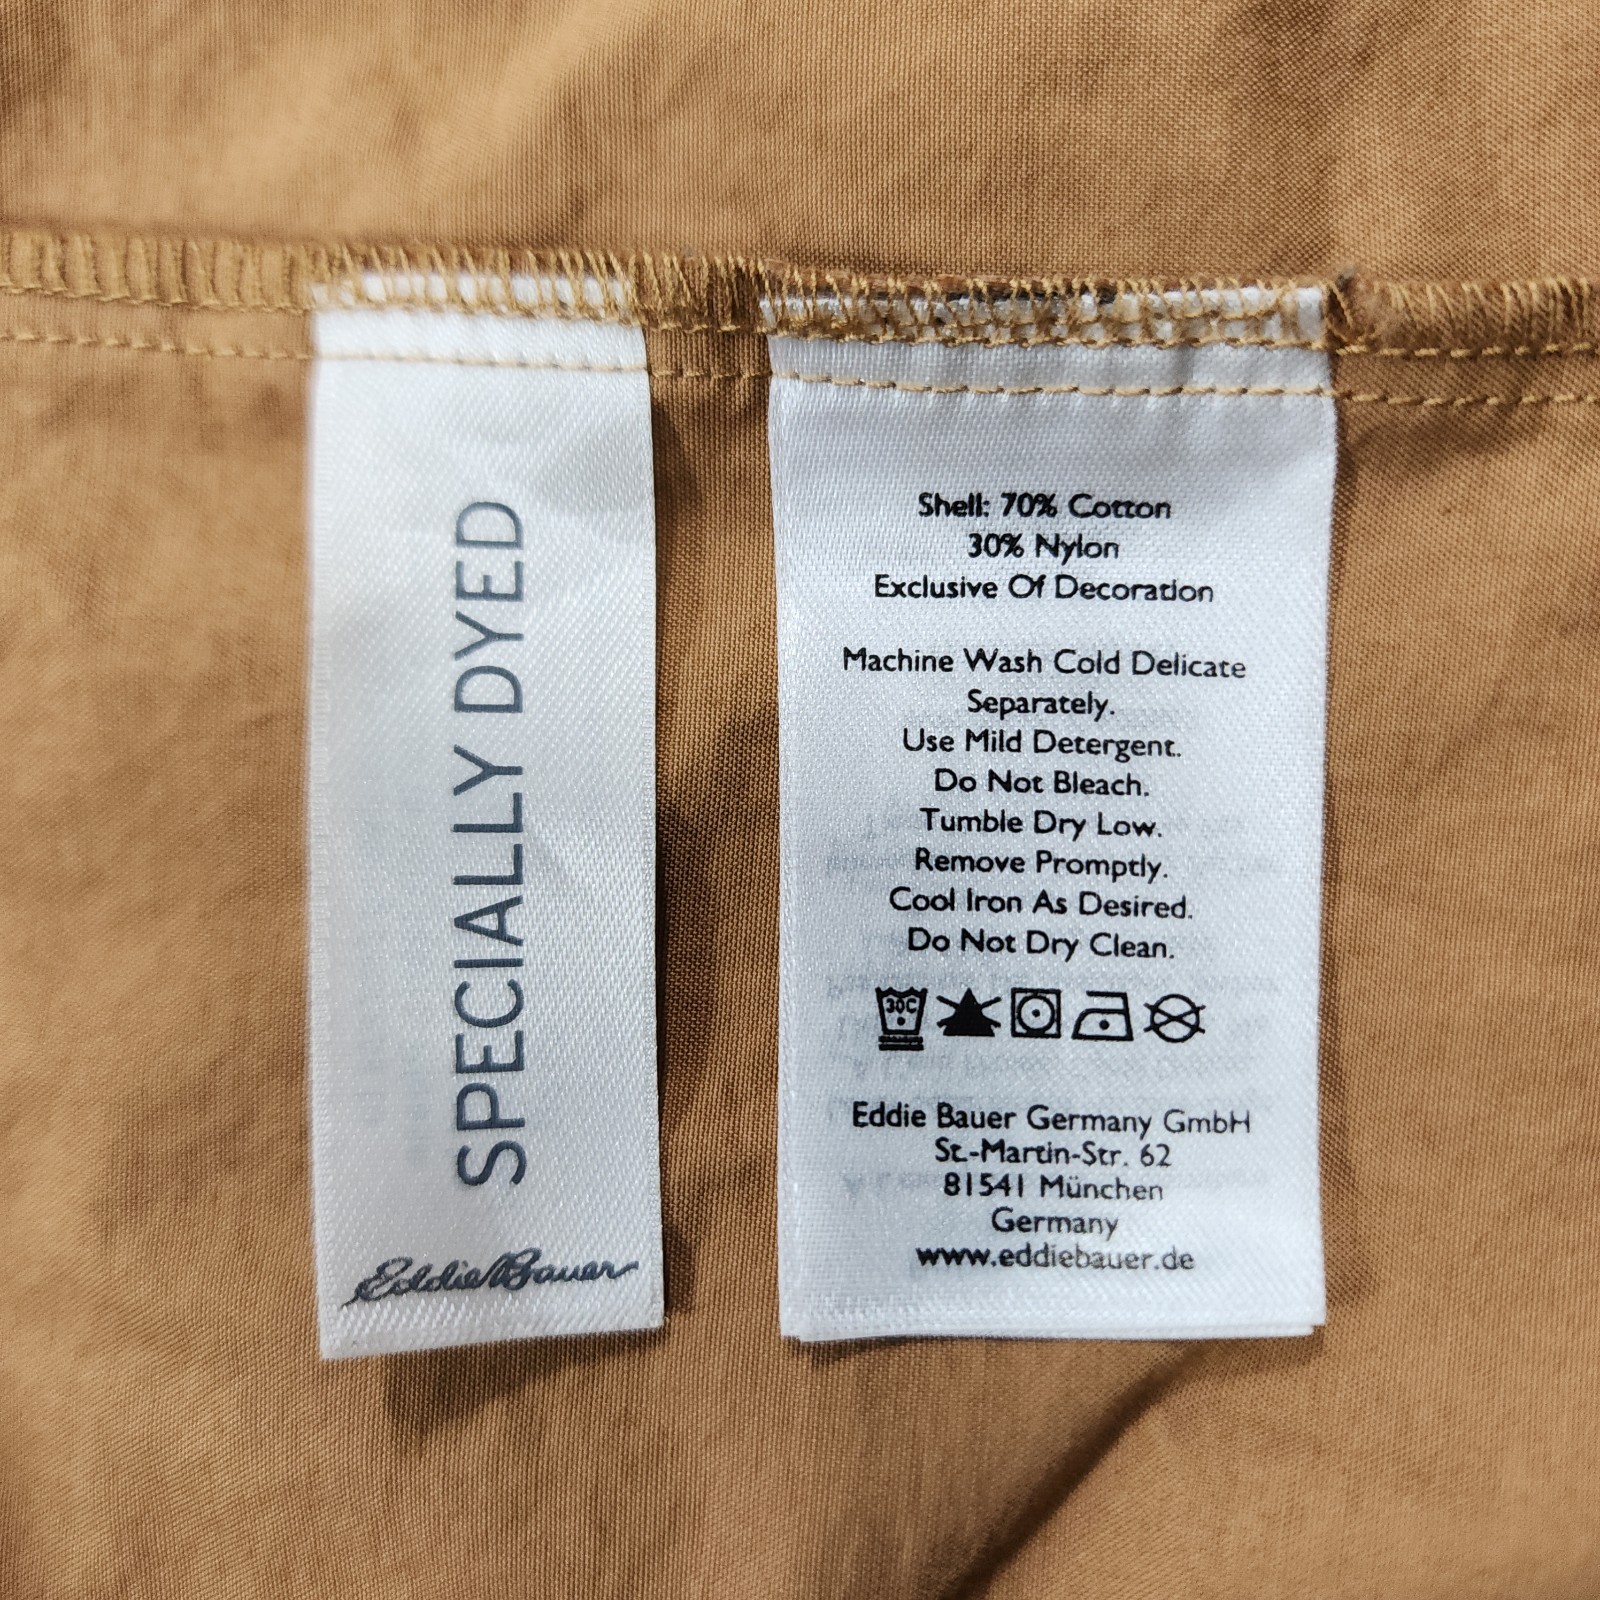 SPECIALLY DYED
Eddie Bauer
Shell: 70% Cotton
30% Nylon
Exclusive Of Decoration
Machine Wash Cold Delicate
Separately.
Use Mild Detergent.
Do Not Bleach.
Tumble Dry Low.
Remove Promptly.
Cool Iron As Desired.
Do Not Dry Clean.
30C
Eddie Bauer Germany GmbH
St.-Martin-Str. 62
81541 München
Germany
www.eddiebauer.de